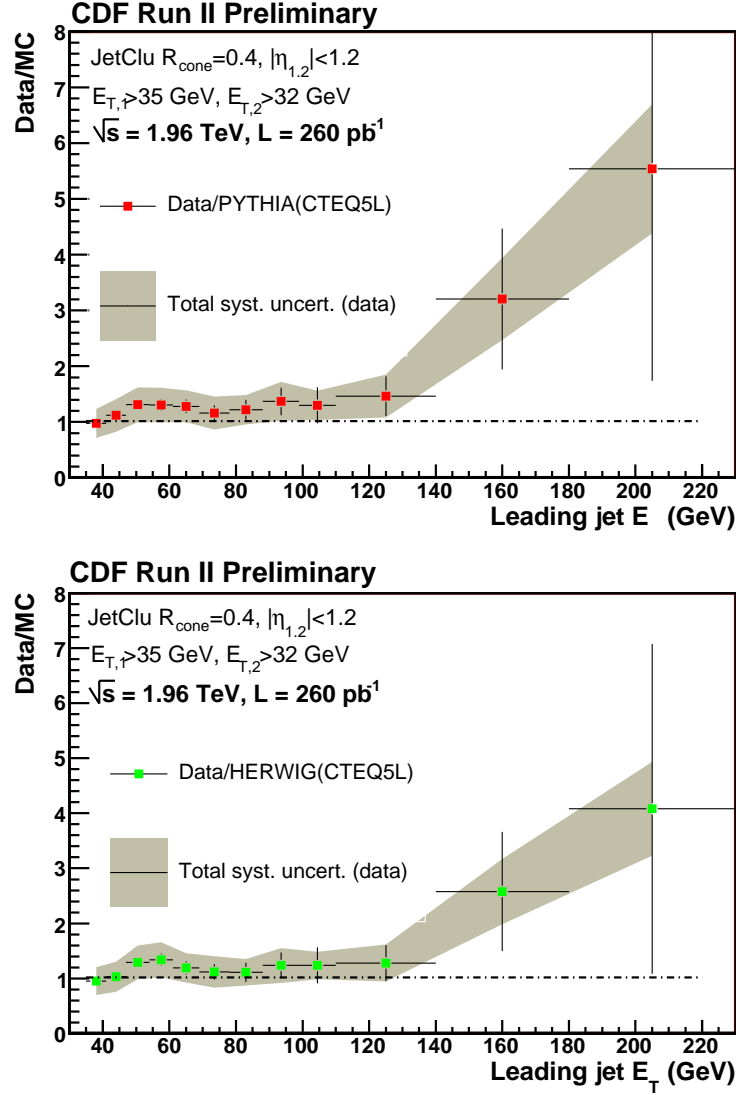 CDF Run II Preliminary
Data/MC
JetClu R_cone=0.4, |η_1.2|<1.2
E_T,1>35 GeV, E_T,2>32 GeV
√s = 1.96 TeV, L = 260 pb^-1
Data/PYTHIA(CTEQ5L)
Total syst. uncert. (data)
8
7
6
5
4
3
2
1
0
40 60 80 100 120 140 160 180 200 220
Leading jet E (GeV)
CDF Run II Preliminary
Data/MC
JetClu R_cone=0.4, |η_1.2|<1.2
E_T,1>35 GeV, E_T,2>32 GeV
√s = 1.96 TeV, L = 260 pb^-1
Data/HERWIG(CTEQ5L)
Total syst. uncert. (data)
8
7
6
5
4
3
2
1
0
40 60 80 100 120 140 160 180 200 220
Leading jet E_T (GeV)